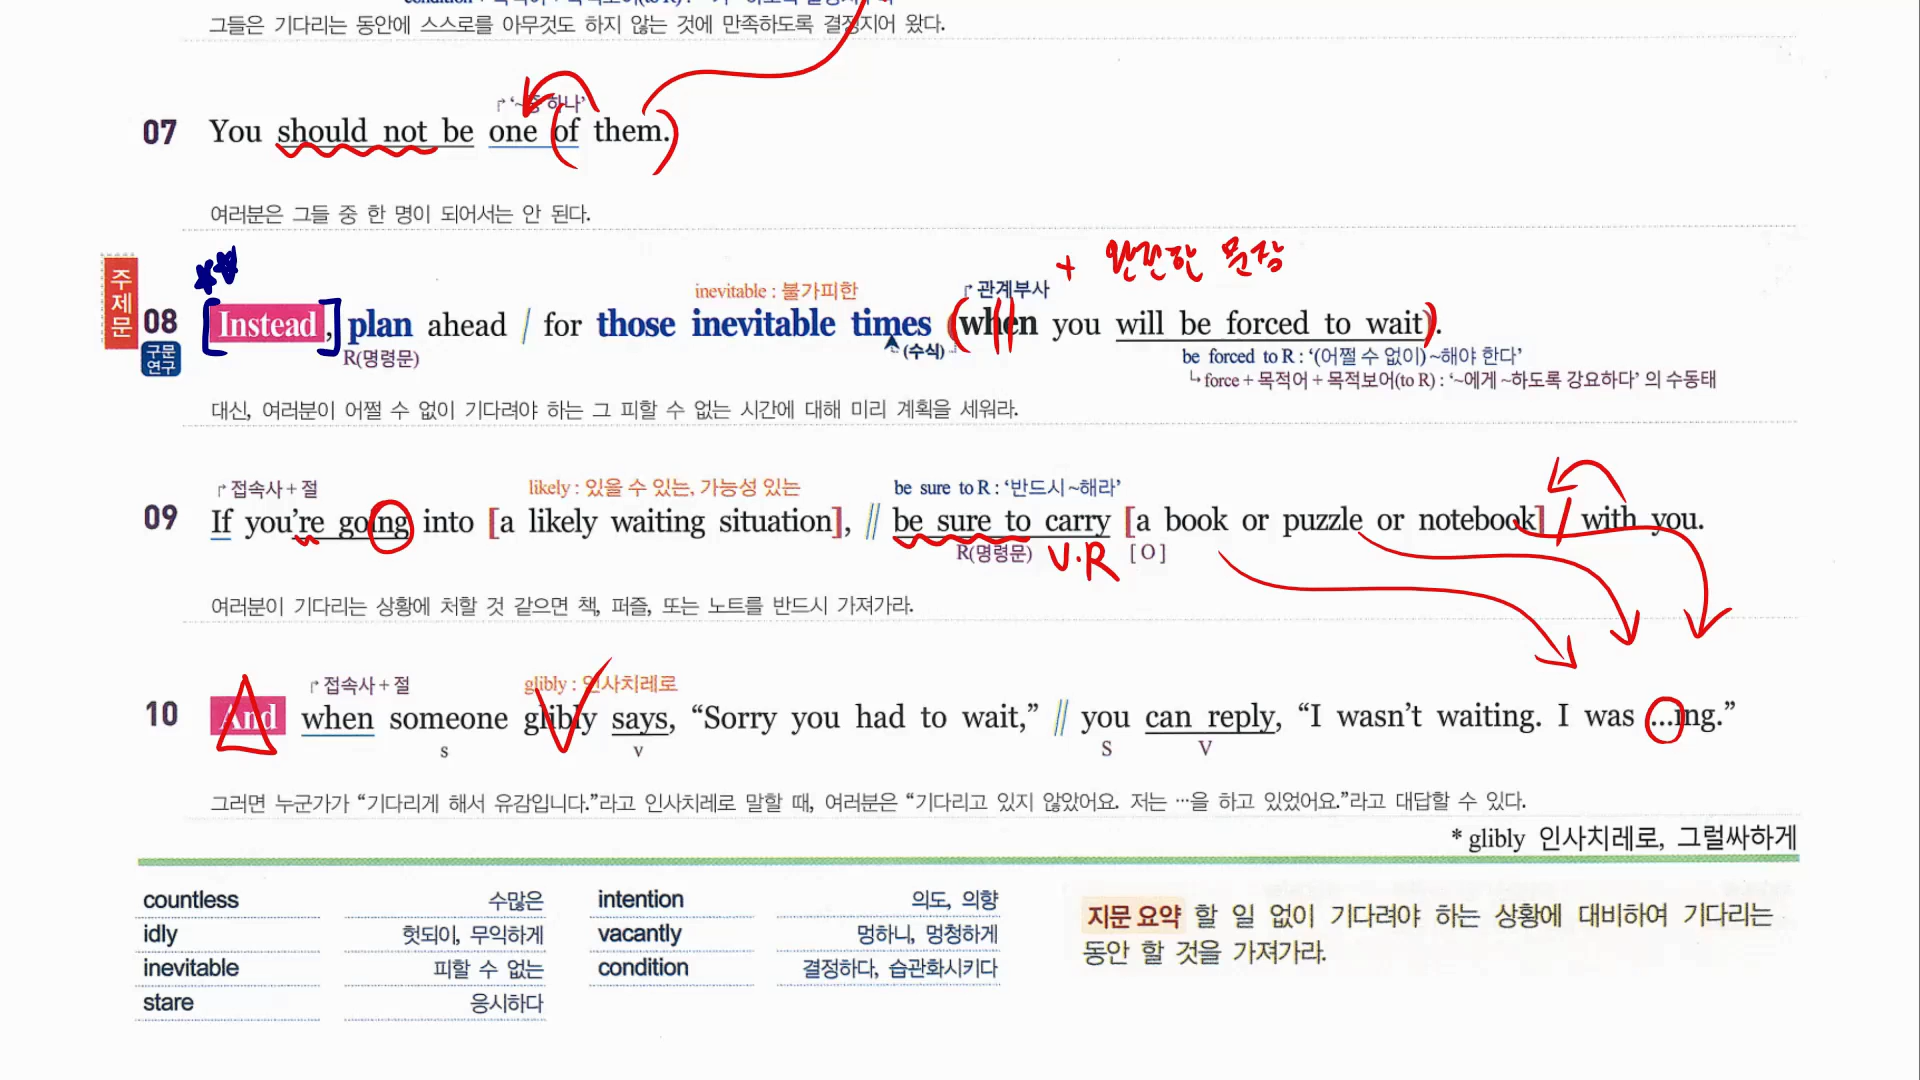 그들은 기다리는 동안에 스스로를 아무것도 하지 않는 것에 만족하도록 결정지어 왔다.
07 You should not be one of them.
여러분은 그들 중 한 명이 되어서는 안 된다.
+ 완전한 문장
inevitable : 불가피한 관계부사
주제문 08 Instead, plan ahead / for those inevitable times (when you will be forced to wait).
구문연구 R(명령문) (수식) be forced to R : ‘(어쩔 수 없이) ~해야 한다’
force + 목적어 + 목적보어(to R) : ‘~에게 ~하도록 강요하다’ 의 수동태
대신, 여러분이 어쩔 수 없이 기다려야 하는 그 피할 수 없는 시간에 대해 미리 계획을 세워라.
접속사 + 절 likely : 있을 수 있는, 가능성 있는 be sure to R : ‘반드시 ~해라’
09 If you’re going into [a likely waiting situation], // be sure to carry [a book or puzzle or notebook] / with you.
R(명령문) V·R [ O ]
여러분이 기다리는 상황에 처할 것 같으면 책, 퍼즐, 또는 노트를 반드시 가져가라.
접속사 + 절 glibly : 인사치레로
10 And when someone glibly says, “Sorry you had to wait,” // you can reply, “I wasn’t waiting. I was ...ing.”
s v S V
그러면 누군가가 “기다리게 해서 유감입니다.”라고 인사치레로 말할 때, 여러분은 “기다리고 있지 않았어요. 저는 …을 하고 있었어요.”라고 대답할 수 있다.
* glibly 인사치레로, 그럴싸하게
countless 수많은 intention 의도, 의향
idly 헛되이, 무익하게 vacantly 멍하니, 멍청하게
inevitable 피할 수 없는 condition 결정하다, 습관화시키다
stare 응시하다
지문 요약 할 일 없이 기다려야 하는 상황에 대비하여 기다리는
동안 할 것을 가져가라.